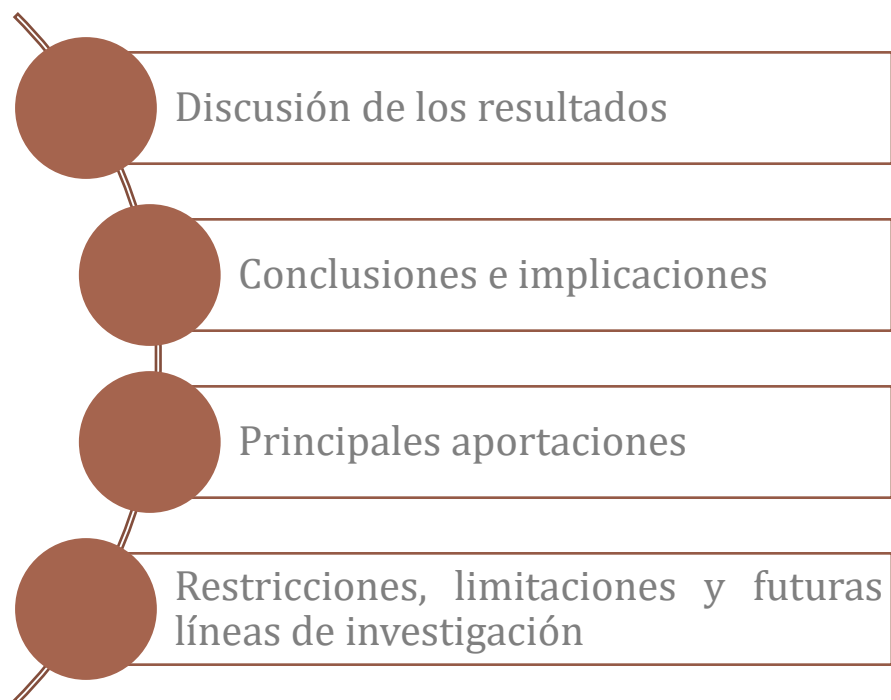 Discusión de los resultados
Conclusiones e implicaciones
Principales aportaciones
Restricciones, limitaciones y futuras
líneas de investigación